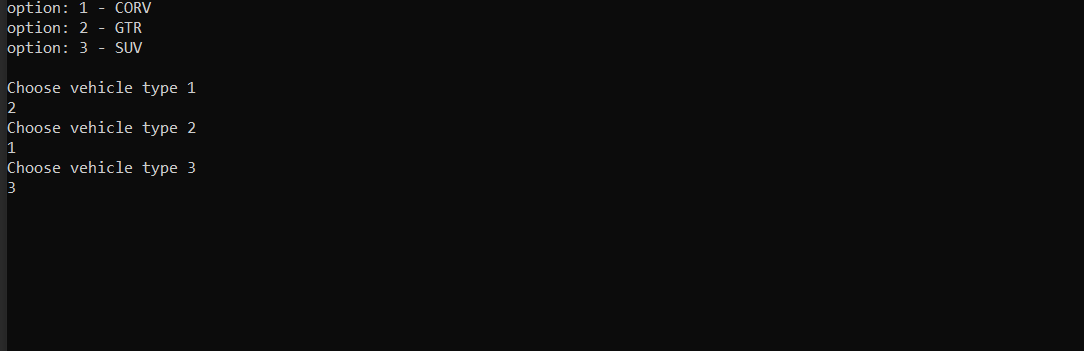 option: 1 - CORV
option: 2 - GTR
option: 3 - SUV
Choose vehicle type 1
2
Choose vehicle type 2
1
Choose vehicle type 3
3